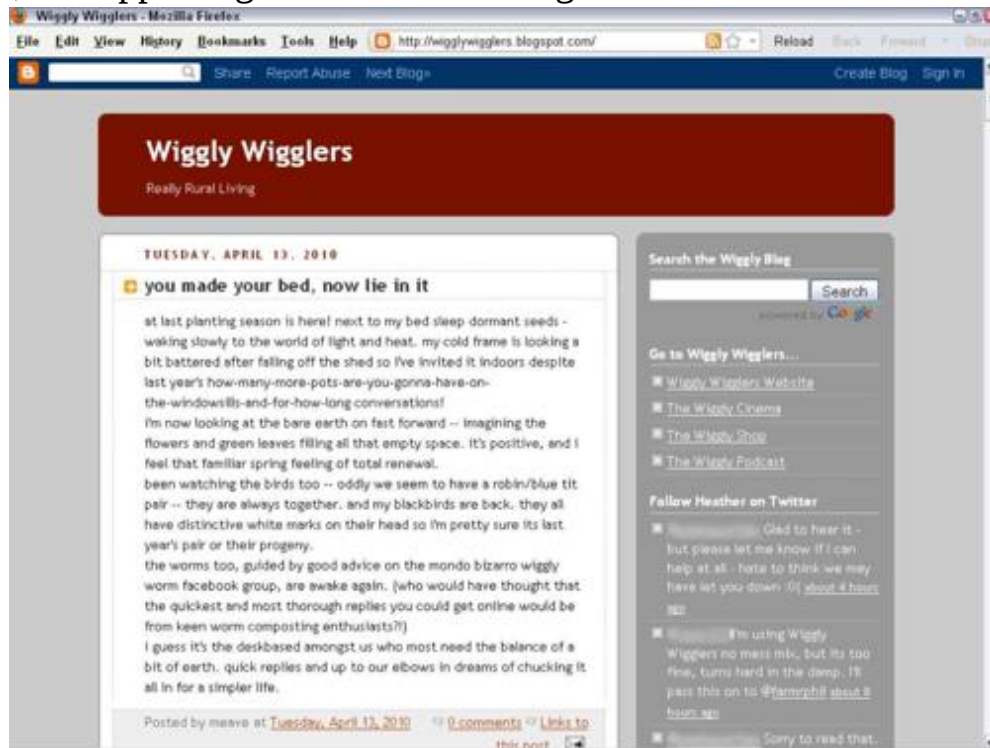 Wiggly Wigglers - Mozilla Firefox
File Edit View History Bookmarks Tools Help http://wigglywigglers.blogspot.com/ Reload Back Forward
Share Report Abuse Next Blog» Create Blog Sign In
Wiggly Wigglers
Really Rural Living
TUESDAY, APRIL 13, 2010
you made your bed, now lie in it
at last planting season is here! next to my bed sleep dormant seeds -
waking slowly to the world of light and heat. my cold frame is looking a
bit battered after falling off the shed so i've invited it indoors despite
last year's how-many-more-pots-are-you-gonna-have-on-
the-windowsills-and-for-how-long conversations!
i'm now looking at the bare earth on fast forward -- imagining the
flowers and green leaves filling all that empty space. it's positive, and i
feel that familiar spring feeling of total renewal.
been watching the birds too -- oddly we seem to have a robin/blue tit
pair -- they are always together. and my blackbirds are back. they all
have distinctive white marks on their head so i'm pretty sure its last
year's pair or their progeny.
the worms too, guided by good advice on the mondo bizarro wiggly
worm facebook group, are awake again. (who would have thought that
the quickest and most thorough replies you could get online would be
from keen worm composting enthusiasts?!)
i guess it's the deskbased amongst us who most need the balance of a
bit of earth. quick replies and up to our elbows in dreams of chucking it
all in for a simpler life.
Posted by meave at Tuesday, April 13, 2010 0 comments Links to
this post
Search the Wiggly Blog
Search
powered by Google
Go to Wiggly Wigglers...
Wiggly Wigglers Website
The Wiggly Cinema
The Wiggly Shop
The Wiggly Podcast
Follow Heather on Twitter
Glad to hear it -
but please let me know if I can
help at all - hate to think we may
have let you down :0( about 4 hours
ago
I'm using Wiggly
Wigglers no mess mix, but its too
fine, turns hard in the damp. I'll
pass this on to @farmrphil about 8
hours ago
Sorry to read that.